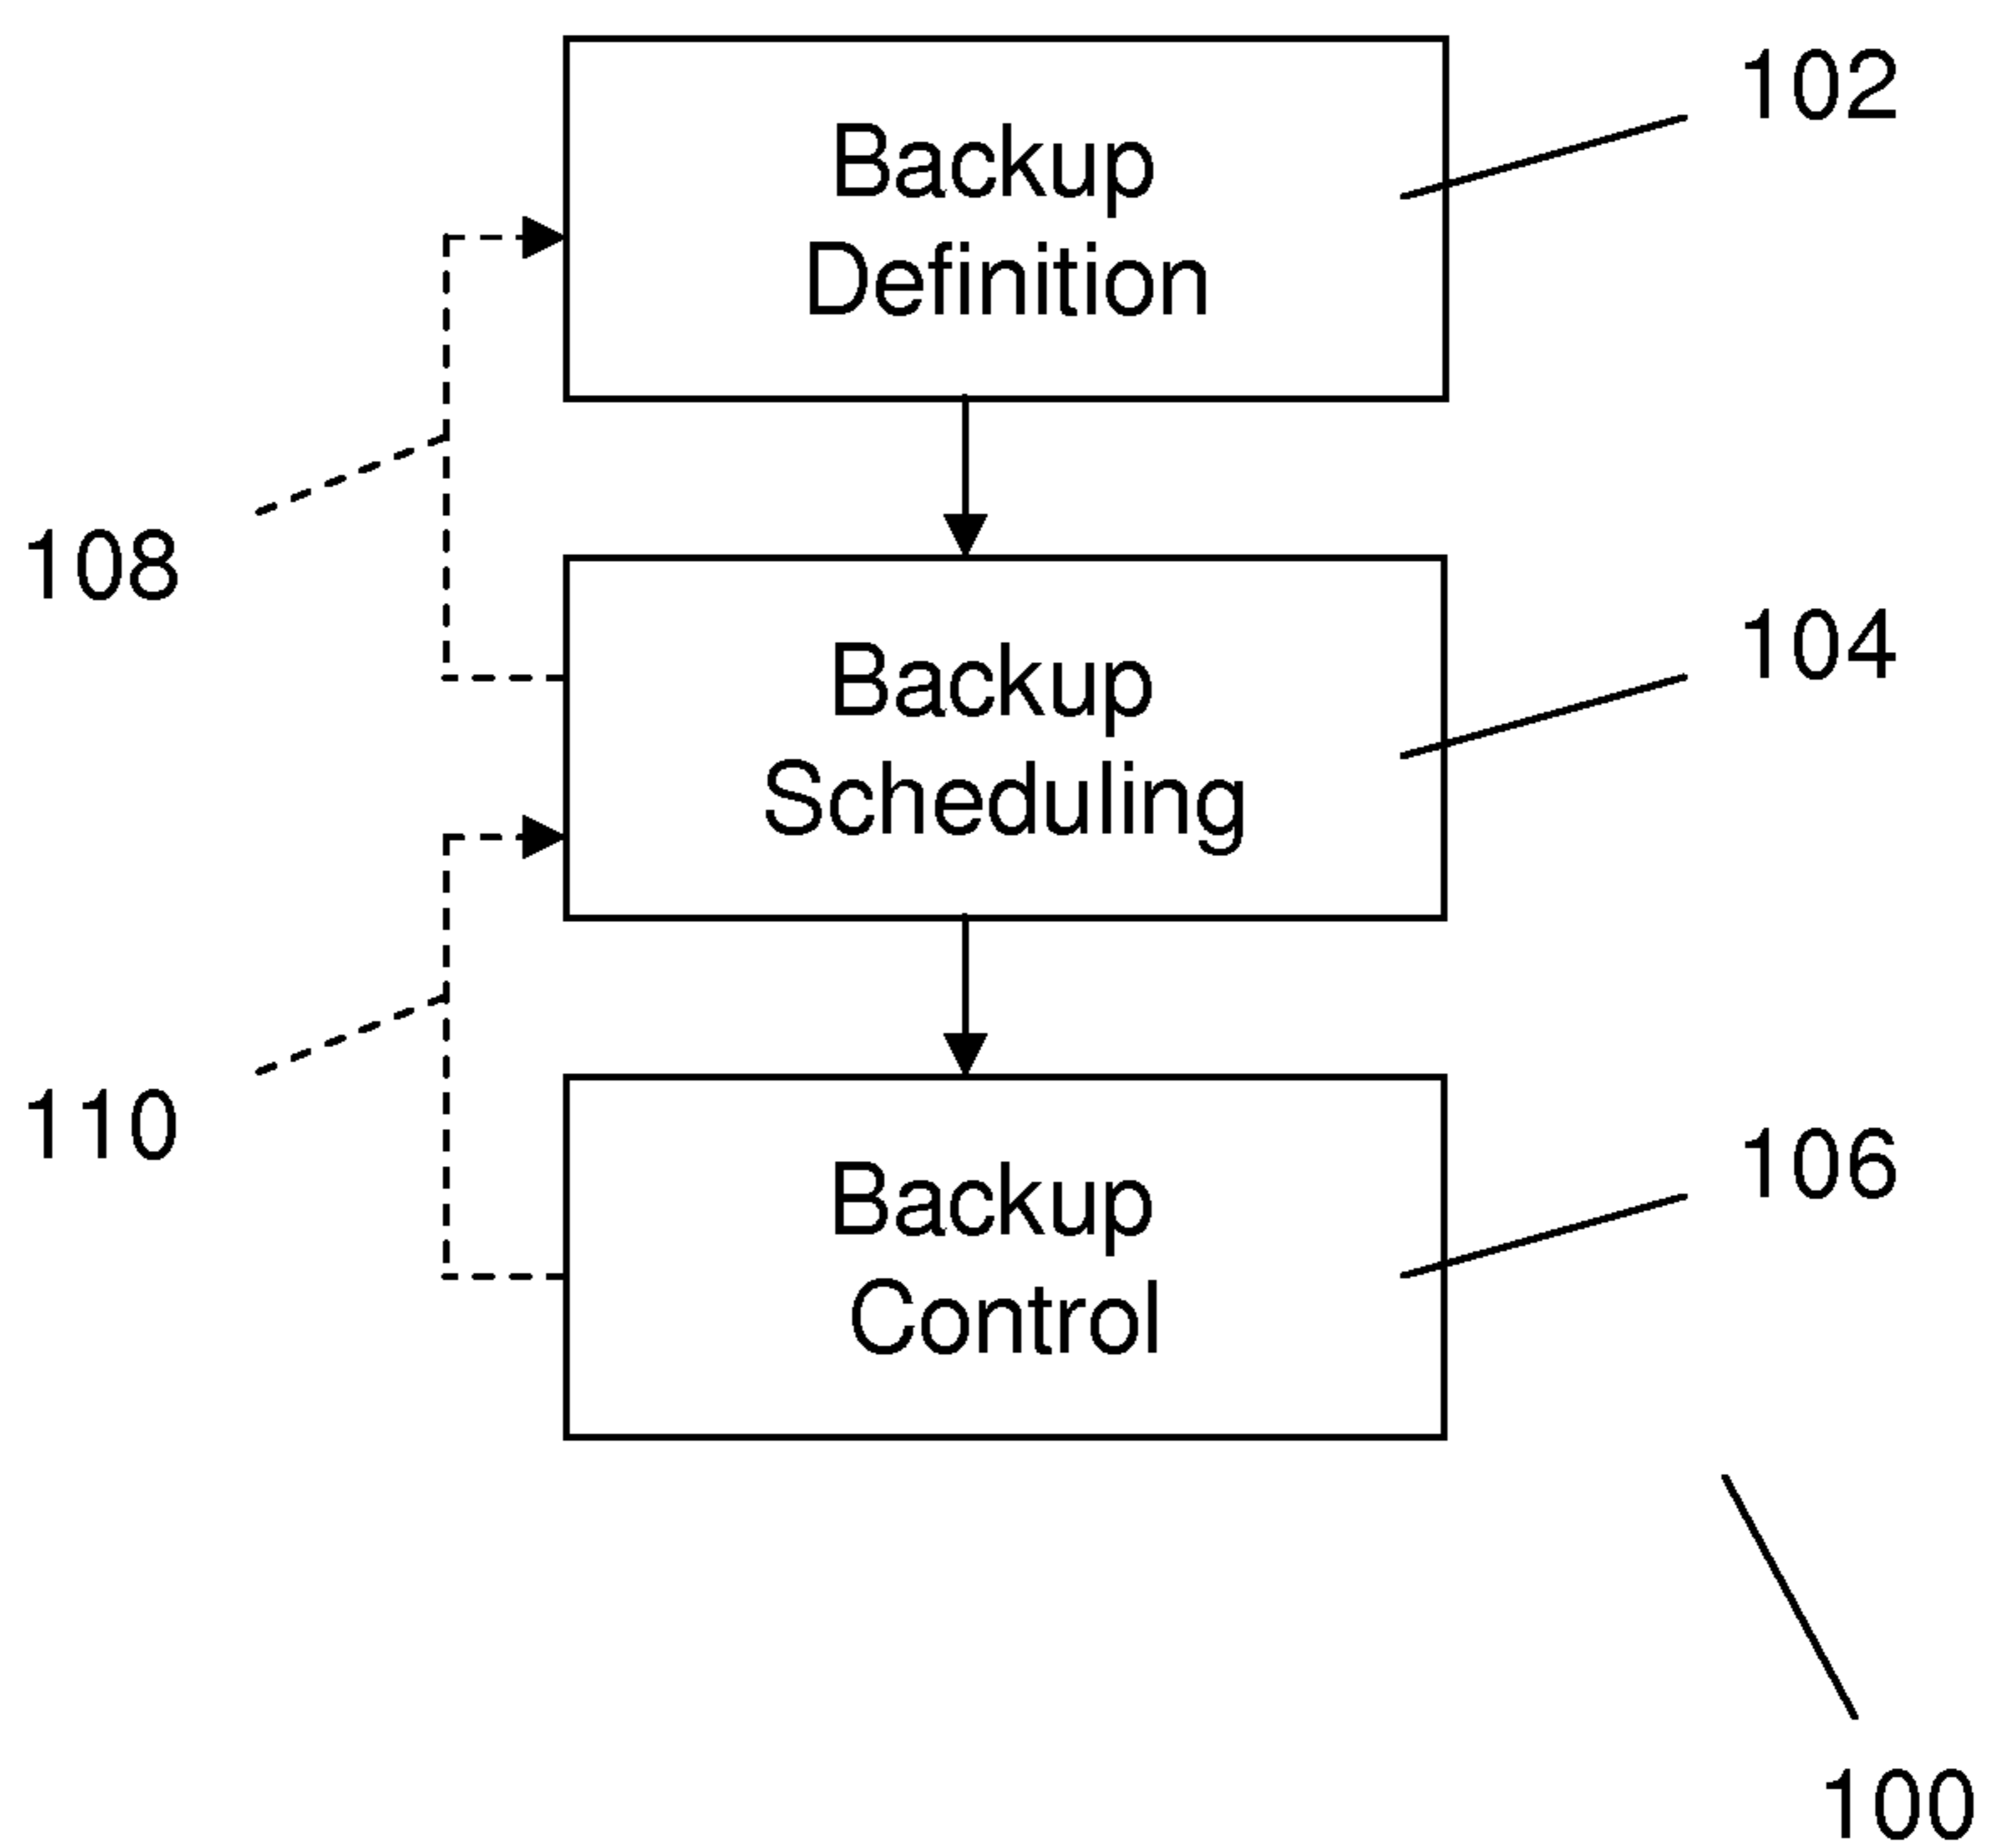 102
Backup
Definition
108
104
Backup
Scheduling
110
106
Backup
Control
100